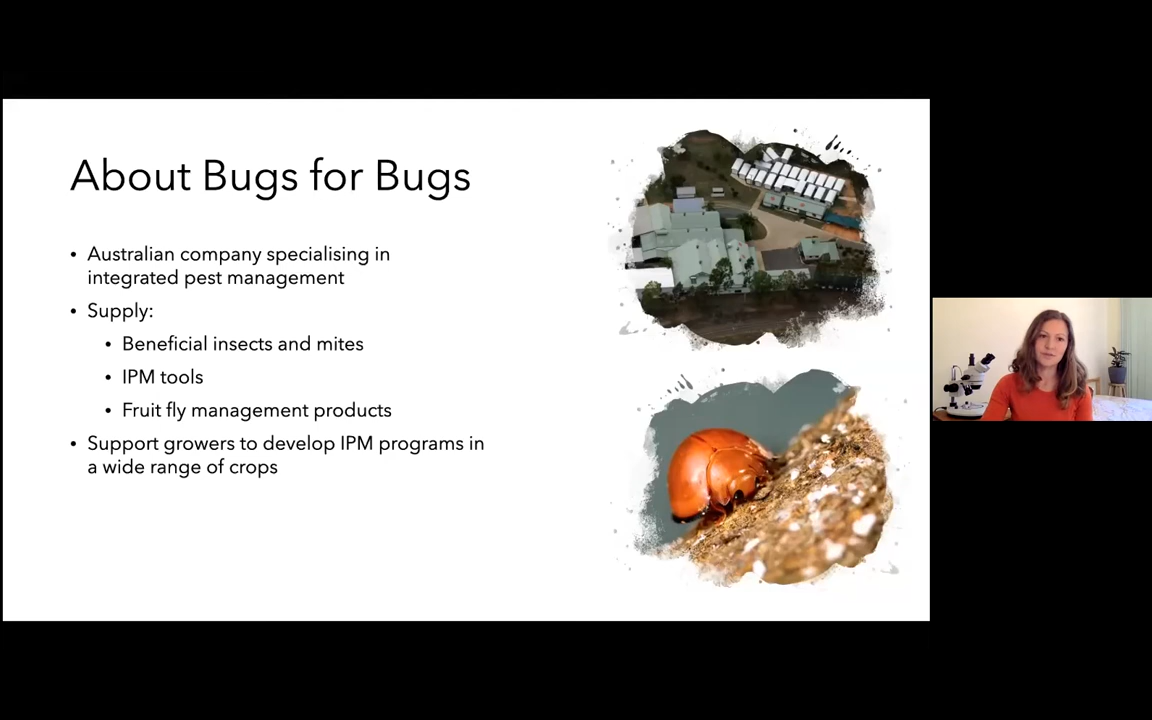 About Bugs for Bugs
• Australian company specialising in
integrated pest management
• Supply:
• Beneficial insects and mites
• IPM tools
• Fruit fly management products
• Support growers to develop IPM programs in
a wide range of crops